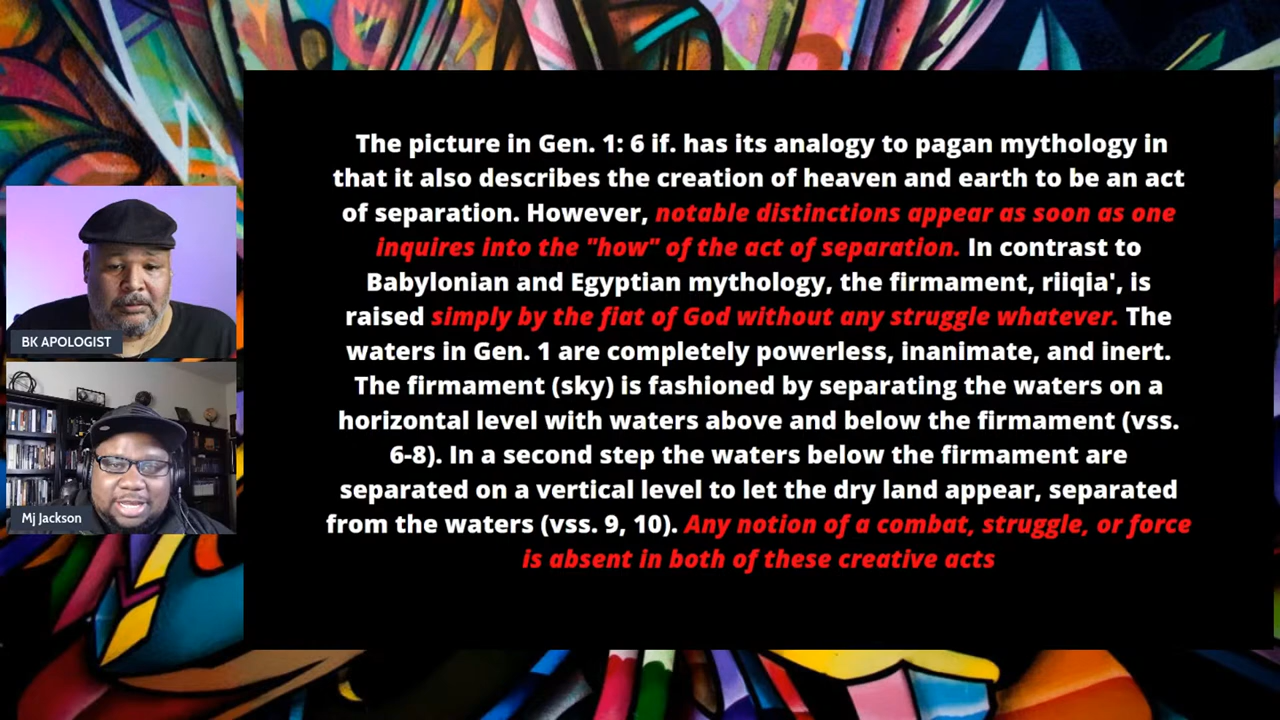 The picture in Gen. 1: 6 if. has its analogy to pagan mythology in
that it also describes the creation of heaven and earth to be an act
of separation. However, notable distinctions appear as soon as one
inquires into the "how" of the act of separation. In contrast to
Babylonian and Egyptian mythology, the firmament, riiqia', is
raised simply by the fiat of God without any struggle whatever. The
waters in Gen. 1 are completely powerless, inanimate, and inert.
The firmament (sky) is fashioned by separating the waters on a
horizontal level with waters above and below the firmament (vss.
6-8). In a second step the waters below the firmament are
separated on a vertical level to let the dry land appear, separated
from the waters (vss. 9, 10). Any notion of a combat, struggle, or force
is absent in both of these creative acts
BK APOLOGIST
Mj Jackson